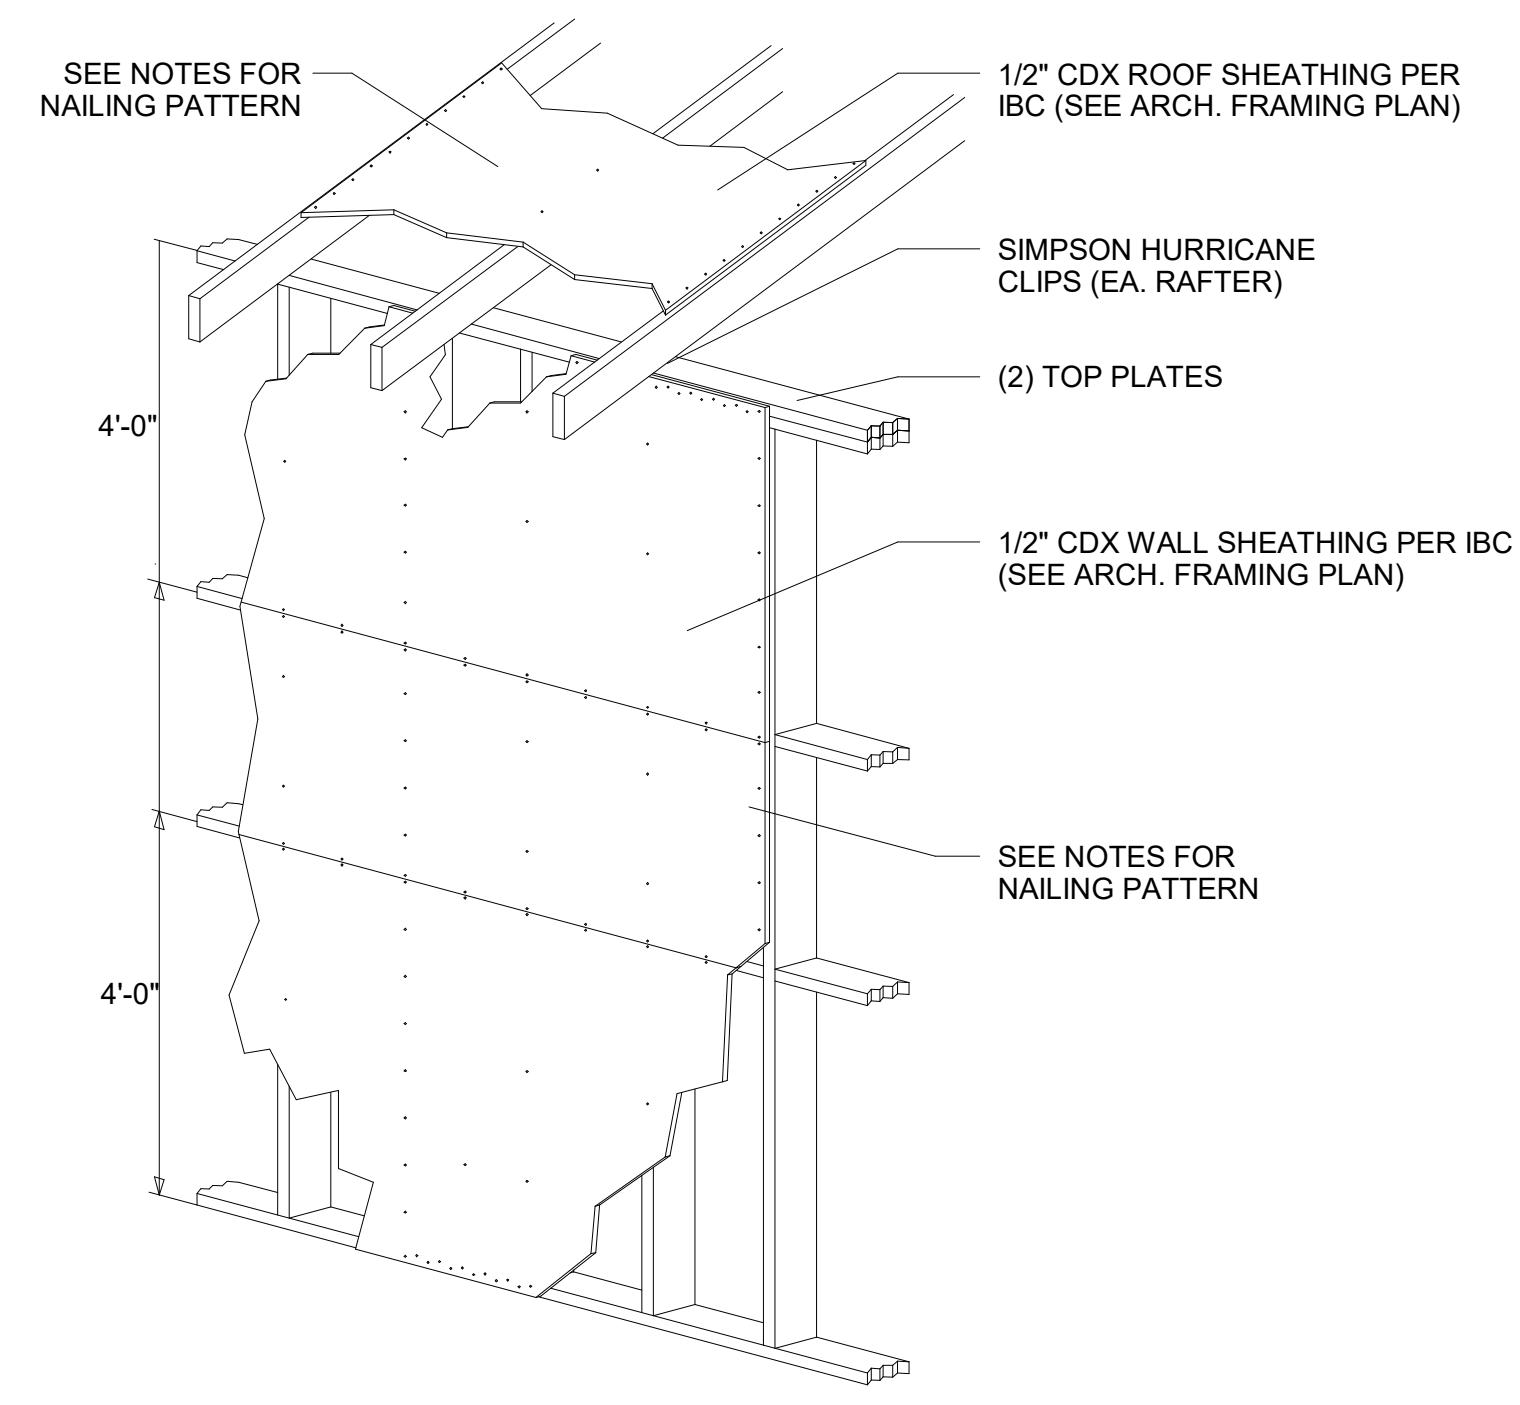 SEE NOTES FOR
NAILING PATTERN
1/2" CDX ROOF SHEATHING PER
IBC (SEE ARCH. FRAMING PLAN)
SIMPSON HURRICANE
CLIPS (EA. RAFTER)
(2) TOP PLATES
4'-0"
1/2" CDX WALL SHEATHING PER IBC
(SEE ARCH. FRAMING PLAN)
SEE NOTES FOR
NAILING PATTERN
4'-0"